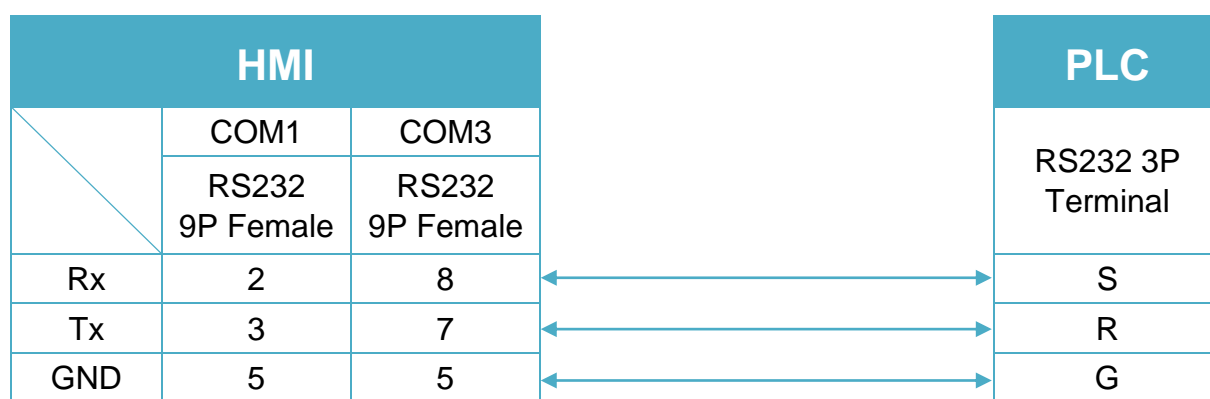 HMI PLC
COM1 COM3
RS232 3P
Terminal
RS232
9P Female
RS232
9P Female
Rx 2 8 S
Tx 3 7 R
GND 5 5 G